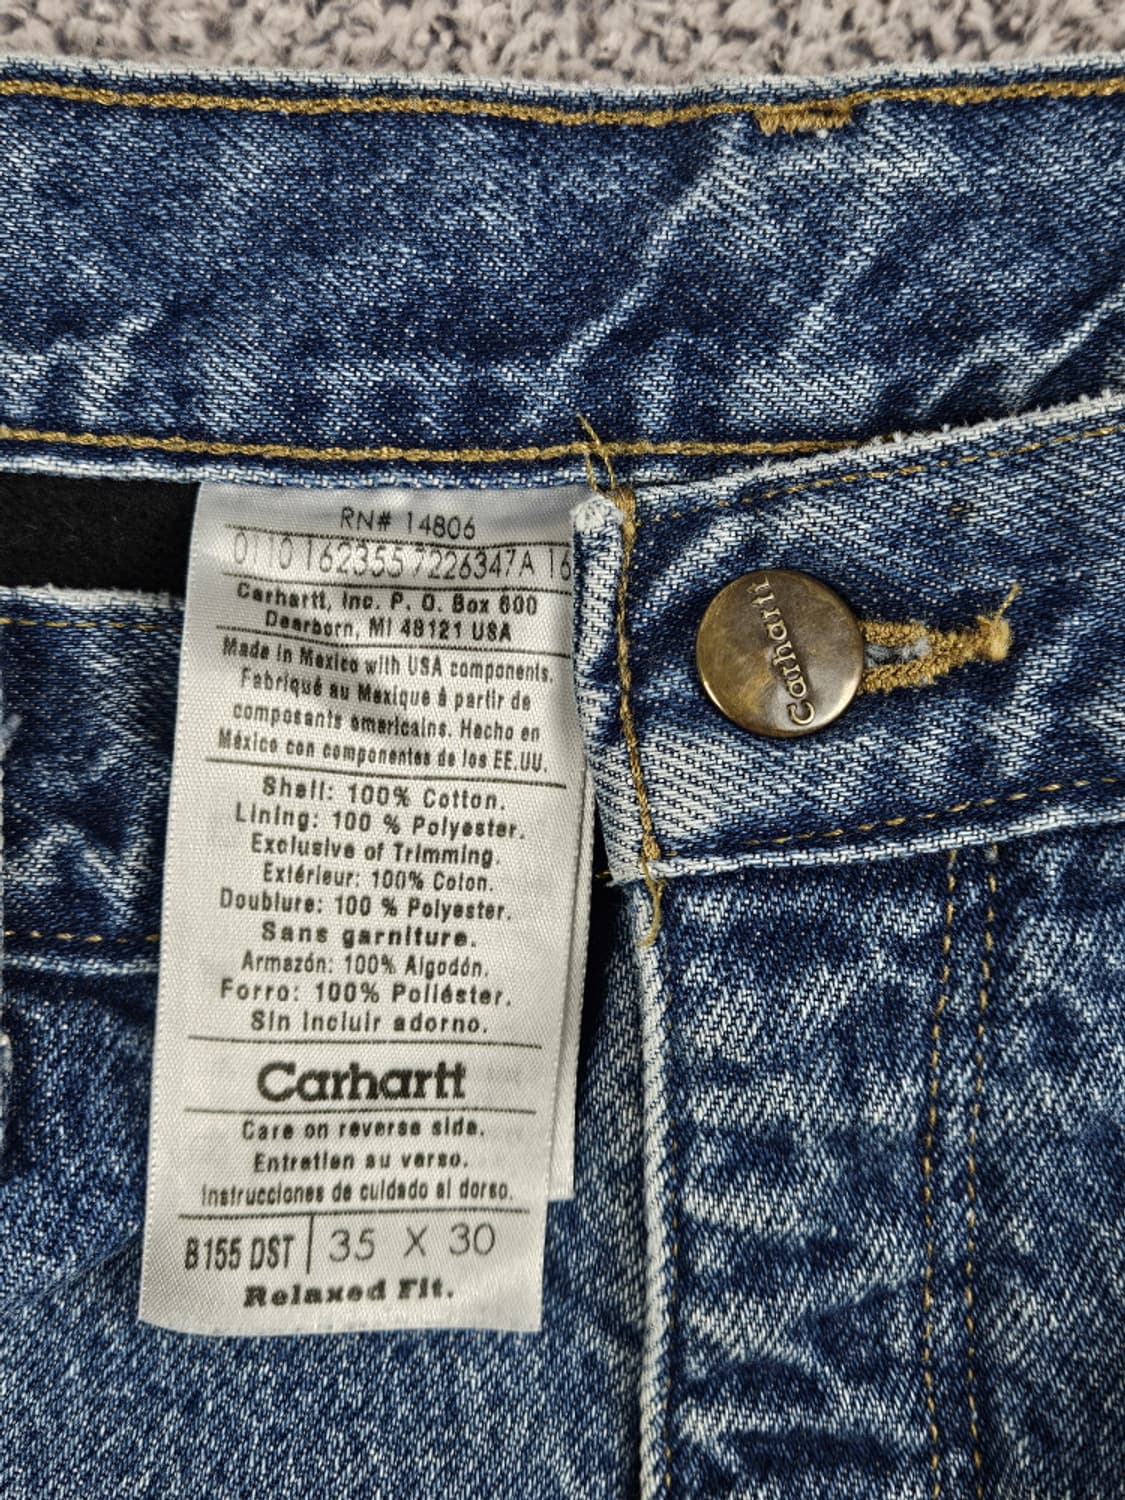 RN# 14806
0110 1623557226347A 16
Carhartt, Inc. P. O. Box 600
Dearborn, MI 48121 USA
Made in Mexico with USA components.
Fabriqué au Mexique à partir de
composants americains. Hecho en
México con componentes de los EE.UU.
Shell: 100% Cotton.
Lining: 100 % Polyester.
Exclusive of Trimming.
Extérieur: 100% Coton.
Doublure: 100 % Polyester.
Sans garniture.
Armazón: 100% Algodón.
Forro: 100% Poliéster.
Sin incluir adorno.
Carhartt
Care on reverse side.
Entretien au verso.
Instrucciones de cuidado al dorso.
B155 DST | 35 X 30
Relaxed Fit.
Carhartt